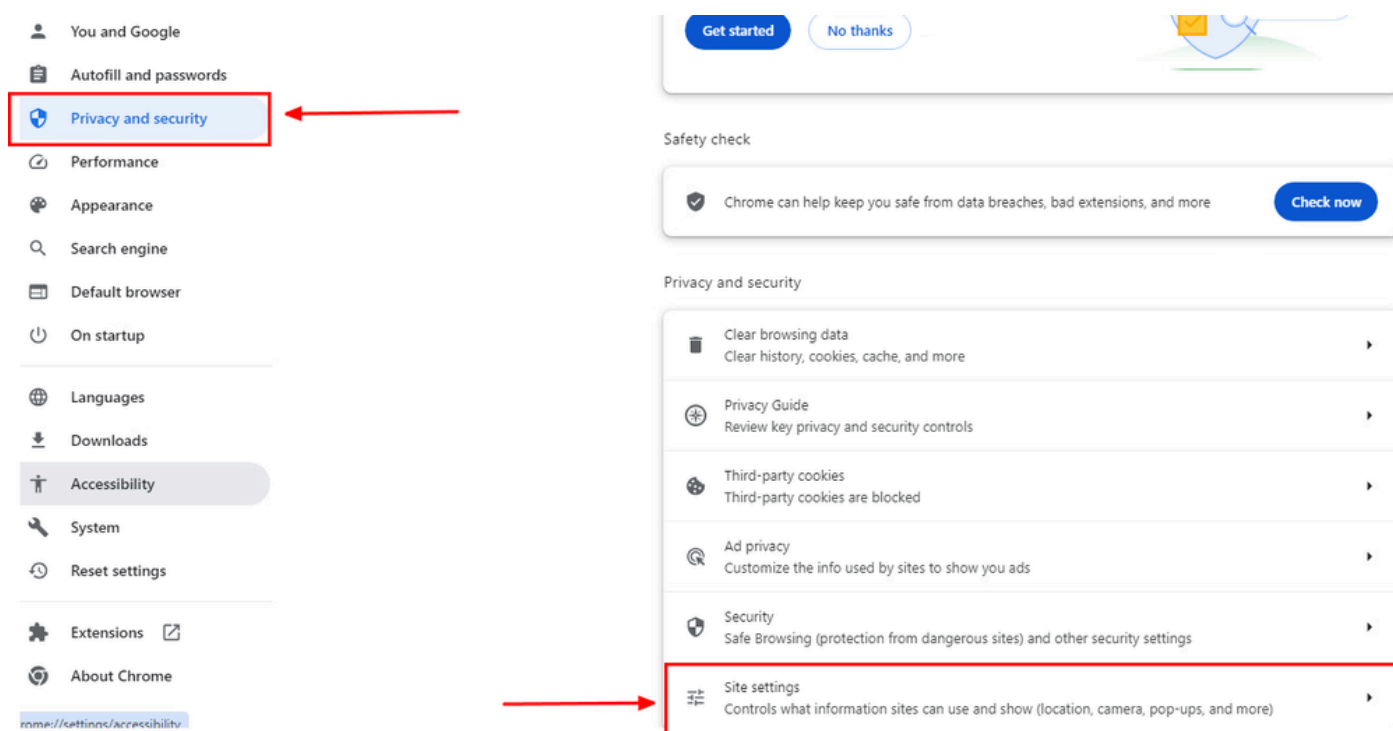 You and Google
Autofill and passwords
Privacy and security
Performance
Appearance
Search engine
Default browser
On startup
Languages
Downloads
Accessibility
System
Reset settings
Extensions
About Chrome
rome://settings/accessibility
Get started
No thanks
Safety check
Chrome can help keep you safe from data breaches, bad extensions, and more
Check now
Privacy and security
Clear browsing data
Clear history, cookies, cache, and more
Privacy Guide
Review key privacy and security controls
Third-party cookies
Third-party cookies are blocked
Ad privacy
Customize the info used by sites to show you ads
Security
Safe Browsing (protection from dangerous sites) and other security settings
Site settings
Controls what information sites can use and show (location, camera, pop-ups, and more)